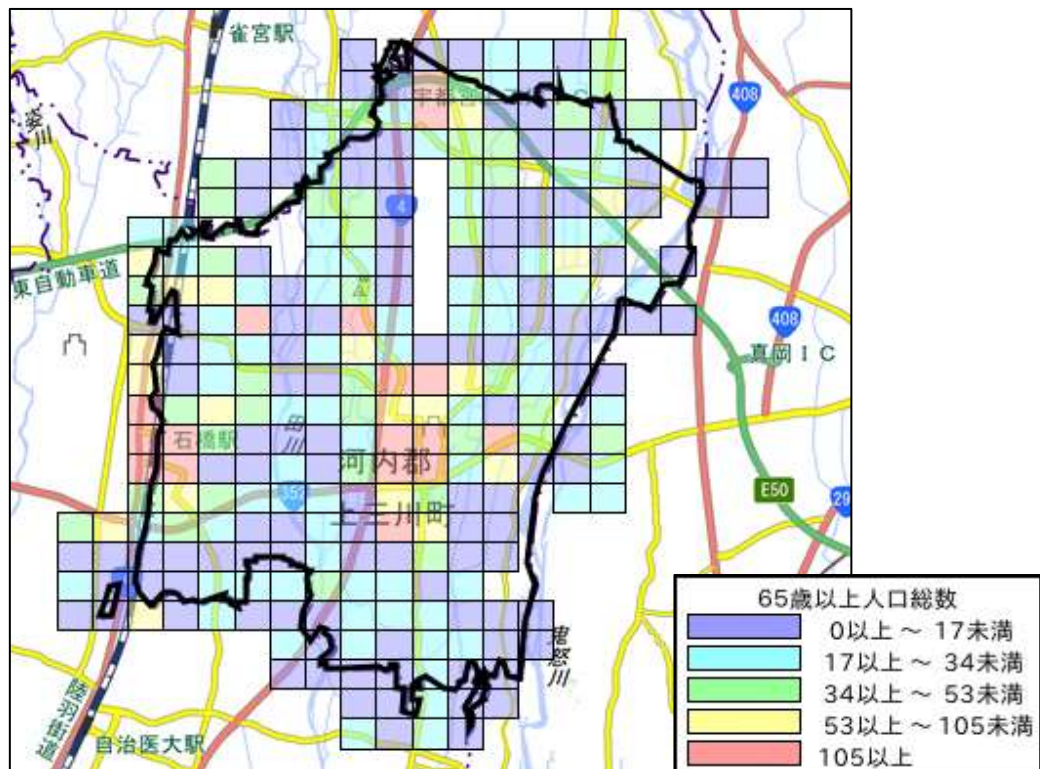 雀宮駅
408
4
東自動車道
408
真岡IC
石橋駅
田川
河内郡
352
上三川町
E50
29
鬼怒川
陸羽街道
自治医大駅
65歳以上人口総数
0以上 ～ 17未満
17以上 ～ 34未満
34以上 ～ 53未満
53以上 ～ 105未満
105以上